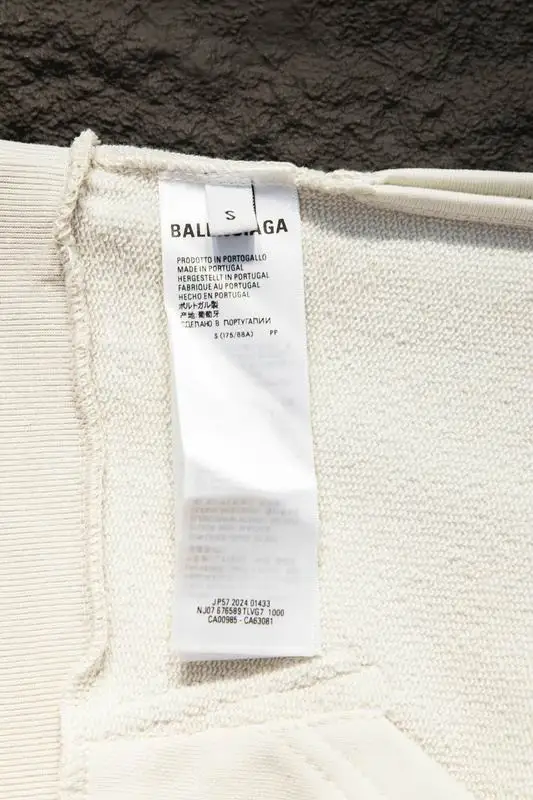 S
BALENCIAGA
PRODOTTO IN PORTOGALLO
MADE IN PORTUGAL
HERGESTELLT IN PORTUGAL
FABRIQUE AU PORTUGAL
HECHO EN PORTUGAL
ポルトガル製
产地:葡萄牙
СДЕЛАНО В ПОРТУГАЛИИ
S (175/88A) PP
JP57 2024 01433
NJ07 676589 TLVG7 1000
CA00985 - CA63081